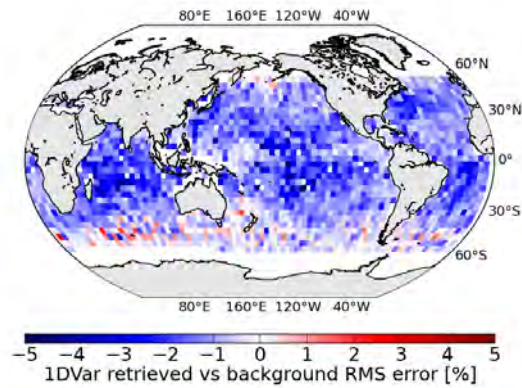 80°E 160°E 120°W 40°W
60°N
30°N
0°
30°S
60°S
80°E 160°E 120°W 40°W
−5 −4 −3 −2 −1 0 1 2 3 4 5
1DVar retrieved vs background RMS error [%]